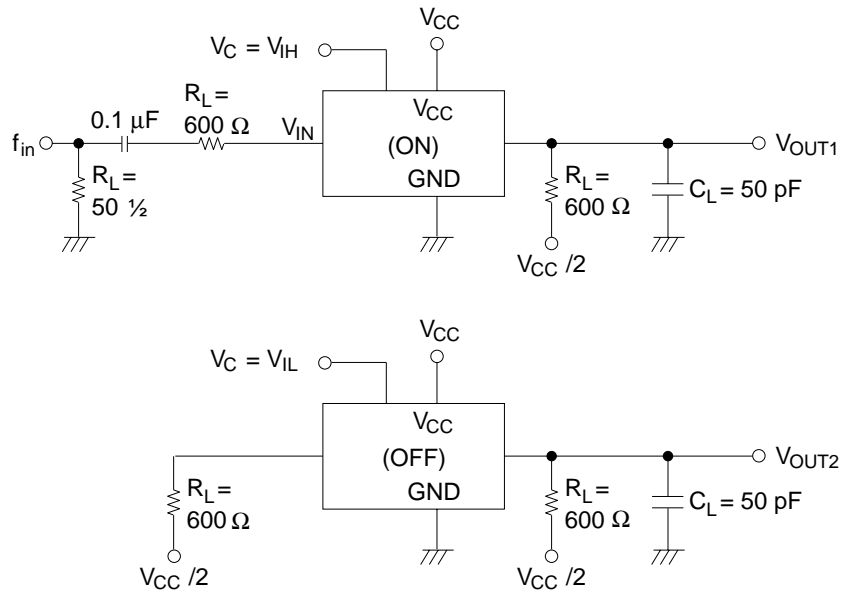 V_CC
V_C = V_IH
R_L =
600 Ω
0.1 µF
f_in
V_IN
V_CC
(ON)
GND
V_OUT1
R_L =
50 ½
R_L =
600 Ω
C_L = 50 pF
V_CC /2
V_CC
V_C = V_IL
V_CC
(OFF)
GND
V_OUT2
R_L =
600 Ω
R_L =
600 Ω
C_L = 50 pF
V_CC /2
V_CC /2